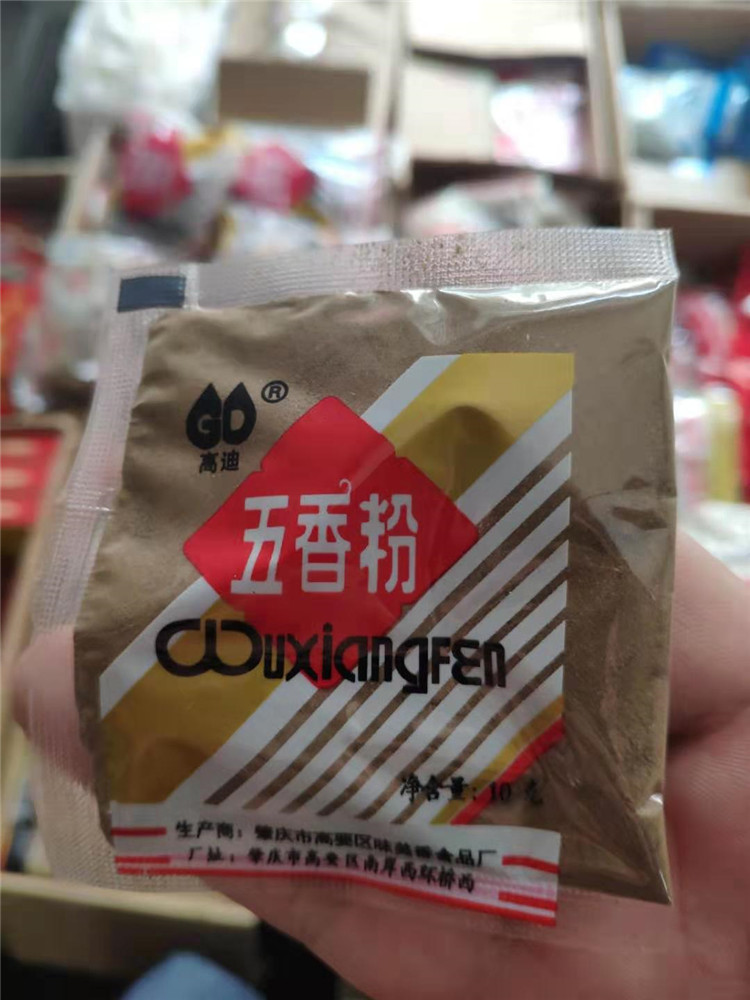 GD®
高迪
五香粉
WuxiangFEn
净含量：10克
生产商：肇庆市高要区味美香食品厂
厂址：肇庆市高要区南岸西环桥西